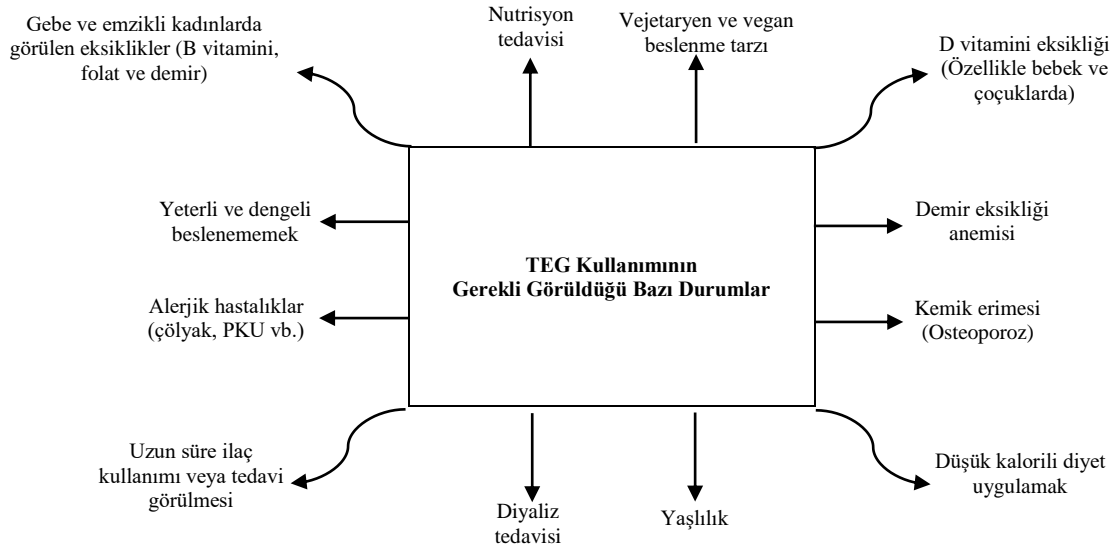 Gebe ve emzikli kadınlarda
görülen eksiklikler (B vitamini,
folat ve demir)
Nutrisyon
tedavisi
Vejetaryen ve vegan
beslenme tarzı
D vitamini eksikliği
(Özellikle bebek ve
çoçuklarda)
Yeterli ve dengeli
beslenememek
Demir eksikliği
anemisi
TEG Kullanımının
Gerekli Görüldüğü Bazı Durumlar
Alerjik hastalıklar
(çölyak, PKU vb.)
Kemik erimesi
(Osteoporoz)
Uzun süre ilaç
kullanımı veya tedavi
görülmesi
Diyaliz
tedavisi
Yaşlılık
Düşük kalorili diyet
uygulamak